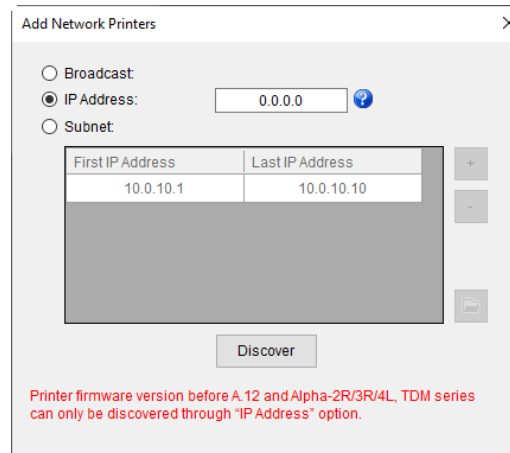 Add Network Printers
Broadcast:
IP Address: 0.0.0.0 ?
Subnet:
First IP Address Last IP Address +
10.0.10.1 10.0.10.10
-
Discover
Printer firmware version before A.12 and Alpha-2R/3R/4L, TDM series
can only be discovered through “IP Address” option.